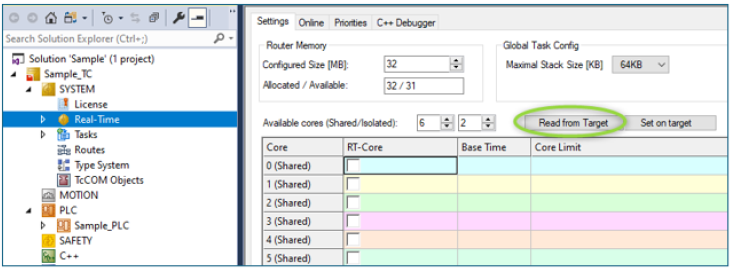 Search Solution Explorer (Ctrl+;)
Solution 'Sample' (1 project)
Sample_TC
SYSTEM
License
Real-Time
Tasks
Routes
Type System
TcCOM Objects
MOTION
PLC
Sample_PLC
SAFETY
C++
Settings Online Priorities C++ Debugger
Router Memory
Configured Size [MB]: 32
Allocated / Available: 32 / 31
Global Task Config
Maximal Stack Size [KB] 64KB
Available cores (Shared/Isolated): 6 2 Read from Target Set on target
Core RT-Core Base Time Core Limit
0 (Shared)
1 (Shared)
2 (Shared)
3 (Shared)
4 (Shared)
5 (Shared)